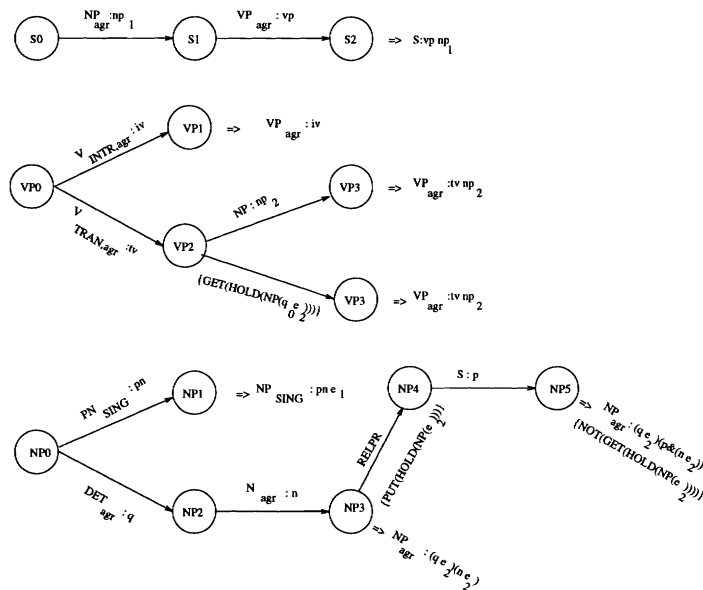 S0
NP agr : np 1
S1
VP agr : vp
S2
=> S:vp np 1
VP0
V INTR,agr : iv
VP1
=> VP agr : iv
V TRAN,agr : tv
VP2
NP : np 2
VP3
=> VP agr : tv np 2
{GET(HOLD(NP(q 0 e 2 )))}
VP3
=> VP agr : tv np 2
NP0
PN SING : pn
NP1
=> NP SING : pn e 1
DET agr : q
NP2
N agr : n
NP3
=> NP agr : (q e 2 )(n e 2 )
RELPR
{PUT(HOLD(NP(e 2 )))}
NP4
S : p
NP5
=> NP agr : (q e 2 )(p&(n e 2 ))
{NOT(GET(HOLD(NP(e 2 ))))}